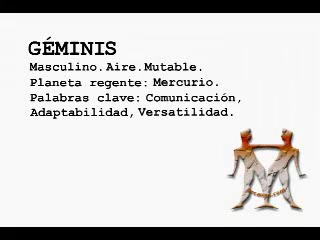 GÉMINIS
Masculino. Aire. Mutable.
Planeta regente: Mercurio.
Palabras clave: Comunicación,
Adaptabilidad, Versatilidad.